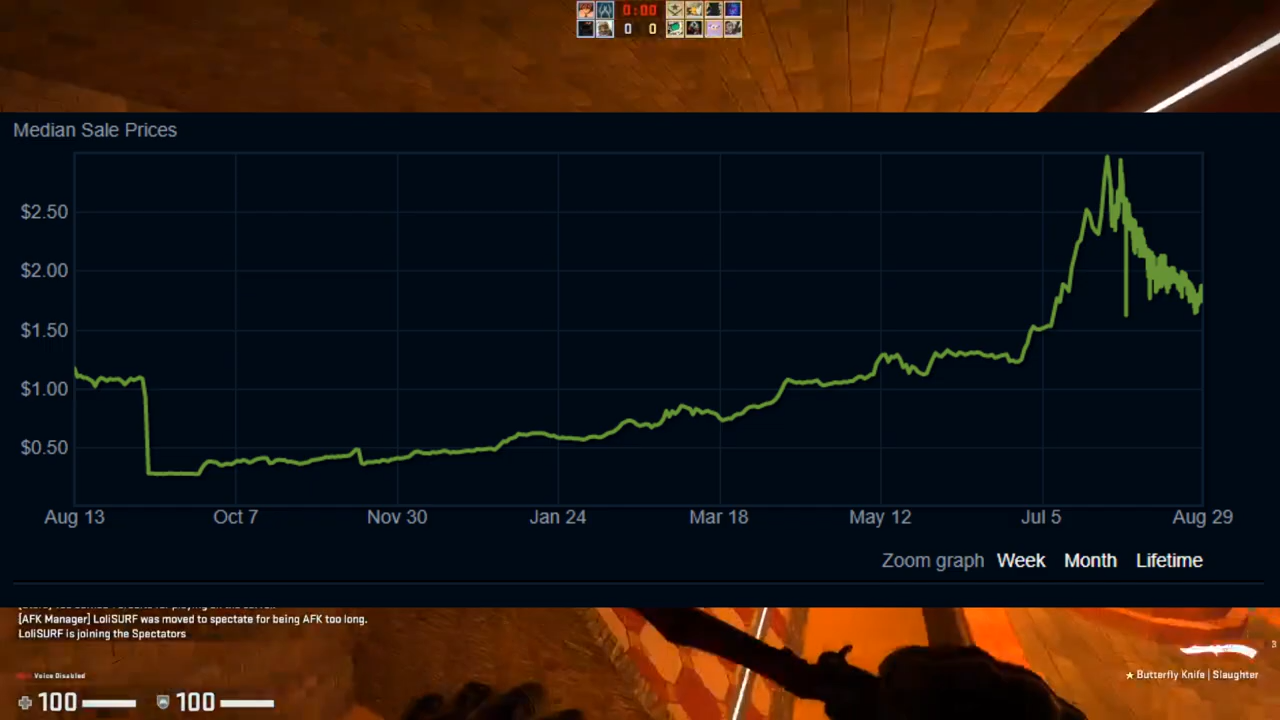 0:00
0 0
Median Sale Prices
$2.50
$2.00
$1.50
$1.00
$0.50
Aug 13 Oct 7 Nov 30 Jan 24 Mar 18 May 12 Jul 5 Aug 29
Zoom graph Week Month Lifetime
[AFK Manager] LoliSURF was moved to spectate for being AFK too long.
LoliSURF is joining the Spectators
Voice Disabled
100 100
3
★ Butterfly Knife | Slaughter